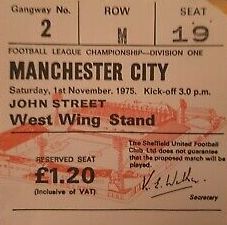 Gangway No. ROW SEAT
2 M 19
FOOTBALL LEAGUE CHAMPIONSHIP—DIVISION ONE
MANCHESTER CITY
Saturday, 1st November. 1975. Kick-off 3.0 p.m.
JOHN STREET
West Wing Stand
RESERVED SEAT
£1.20
(Inclusive of VAT)
The Sheffield United Football
Club Ltd does not guarantee
that the proposed match will be
played.
Secretary